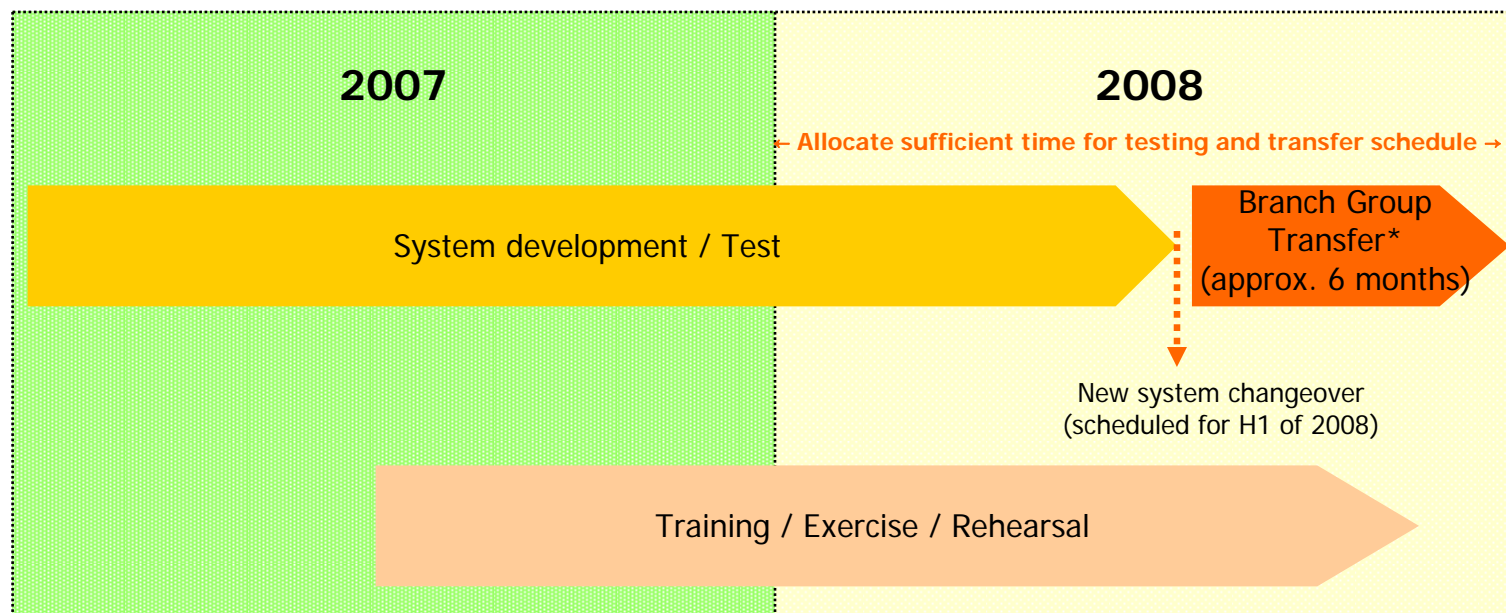 2007
2008
← Allocate sufficient time for testing and transfer schedule →
System development / Test
Branch Group
Transfer*
(approx. 6 months)
New system changeover
(scheduled for H1 of 2008)
Training / Exercise / Rehearsal